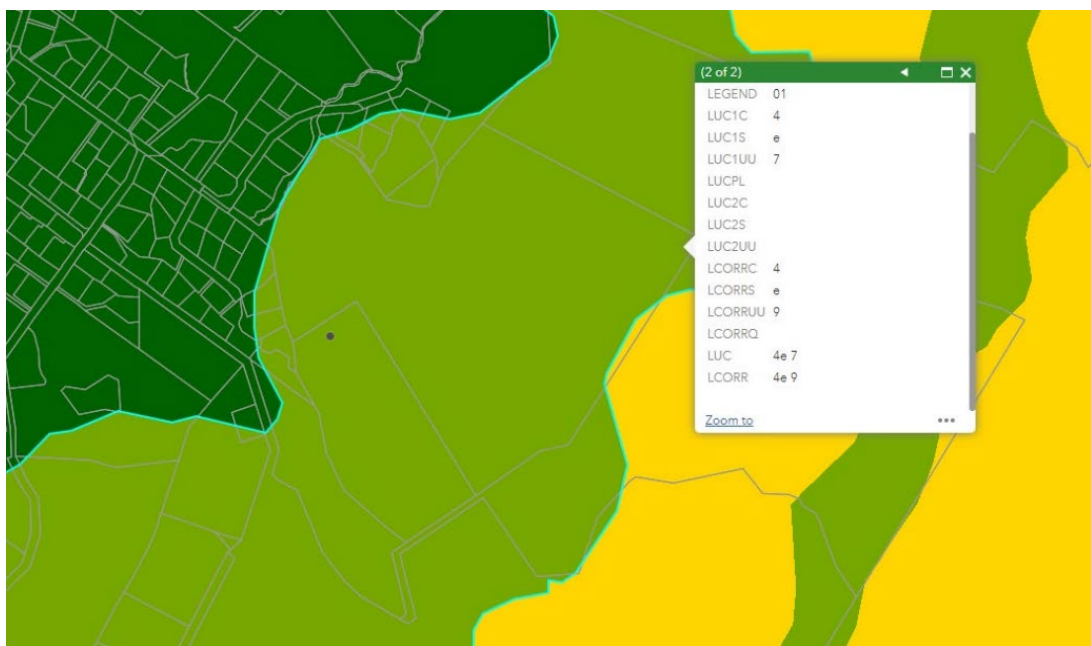 (2 of 2)
LEGEND 01
LUC1C 4
LUC1S e
LUC1UU 7
LUCPL
LUC2C
LUC2S
LUC2UU
LCORRC 4
LCORRS e
LCORRUU 9
LCORRQ
LUC 4e 7
LCORR 4e 9
Zoom to